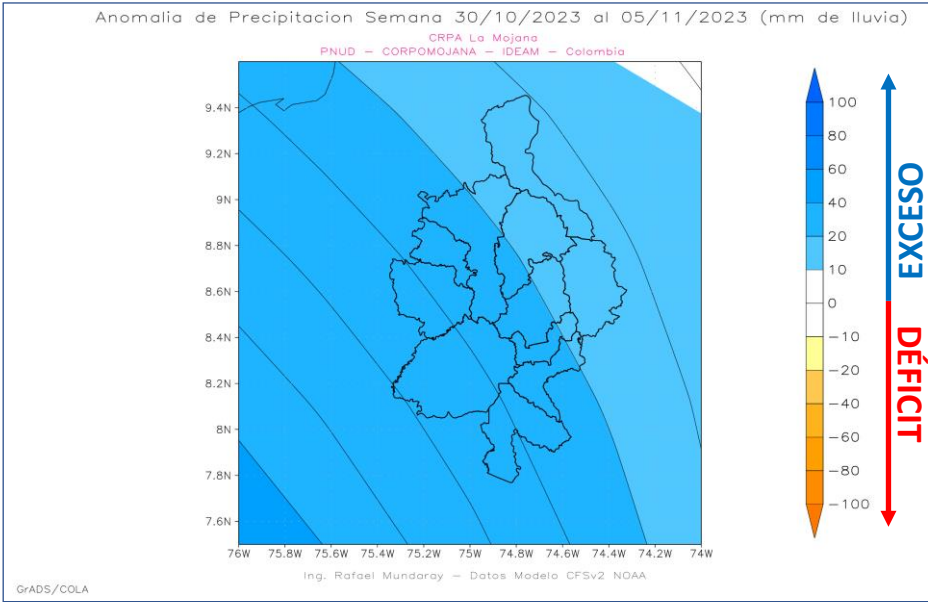 Anomalia de Precipitacion Semana 30/10/2023 al 05/11/2023 (mm de lluvia)
CRPA La Mojana
PNUD – CORPOMOJANA – IDEAM – Colombia
9.4N
9.2N
9N
8.8N
8.6N
8.4N
8.2N
8N
7.8N
7.6N
76W 75.8W 75.6W 75.4W 75.2W 75W 74.8W 74.6W 74.4W 74.2W 74W
100
80
60
40
20
10
0
−10
−20
−40
−60
−80
−100
EXCESO
DÉFICIT
Ing. Rafael Mundaray – Datos Modelo CFSv2 NOAA
GrADS/COLA